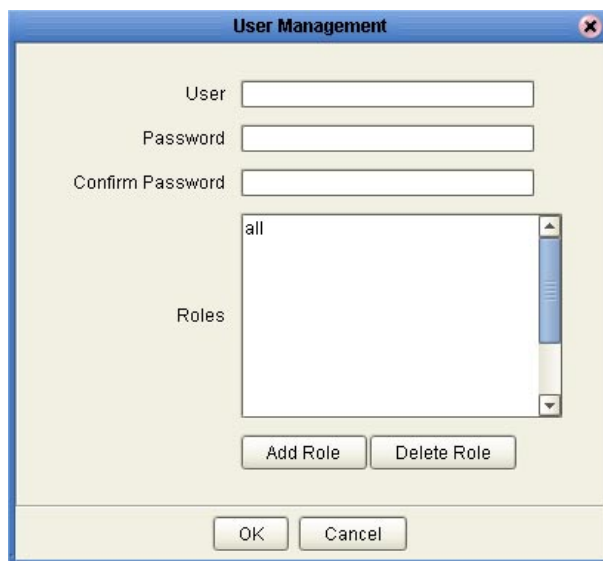 User Management
User
Password
Confirm Password
all
Roles
Add Role Delete Role
OK Cancel